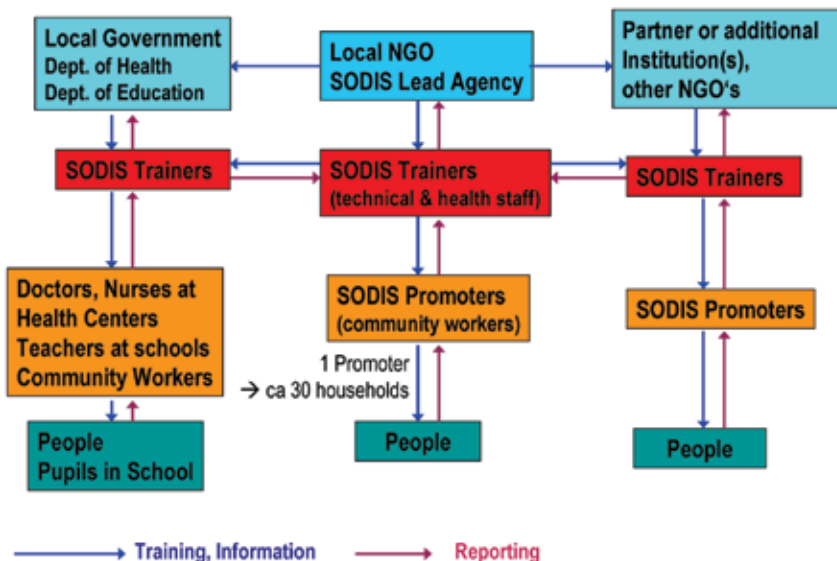 Local Government
Dept. of Health
Dept. of Education
Local NGO
SODIS Lead Agency
Partner or additional
Institution(s),
other NGO's
SODIS Trainers
SODIS Trainers
(technical & health staff)
SODIS Trainers
Doctors, Nurses at
Health Centers
Teachers at schools
Community Workers
SODIS Promoters
(community workers)
SODIS Promoters
1 Promoter
→ ca 30 households
People
Pupils in School
People
People
Training, Information
Reporting